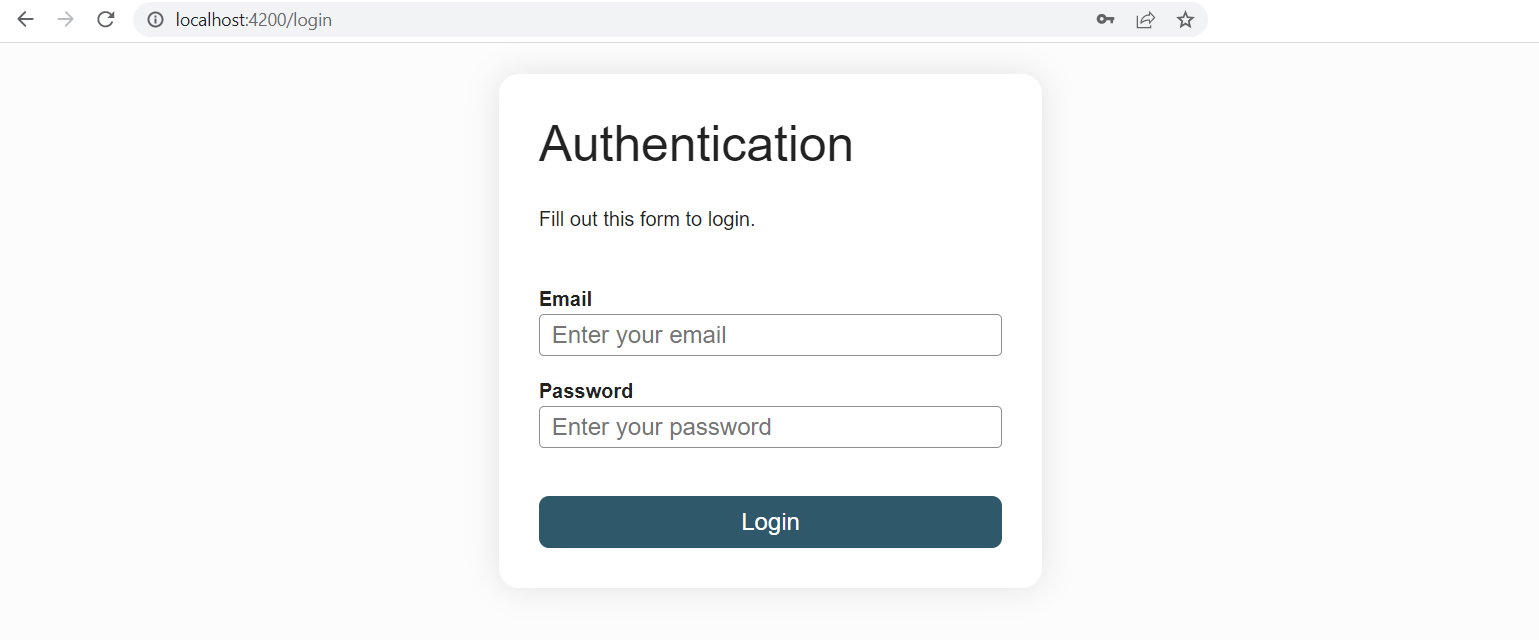 localhost:4200/login
Authentication
Fill out this form to login.
Email
Enter your email
Password
Enter your password
Login